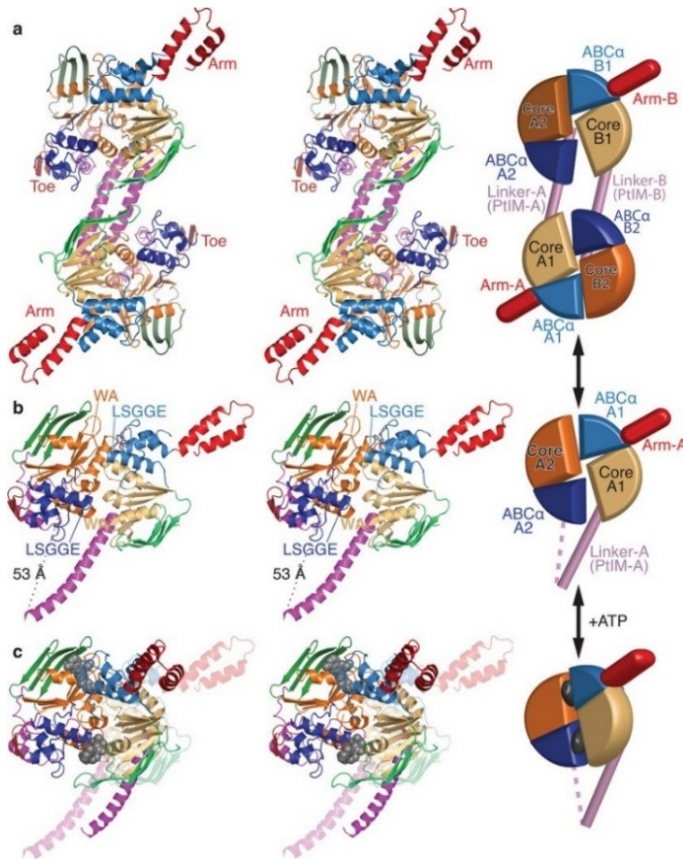 a
Arm
Toe
Toe
Arm
Arm
Toe
Toe
Arm
ABCα
B1
Arm-B
Core
A2
Core
B1
ABCα
A2
Linker-A
(PtIM-A)
Linker-B
(PtIM-B)
ABCα
B2
Core
A1
Core
B2
Arm-A
ABCα
A1
b
WA
LSGGE
LSGGE
53 Å
WA
LSGGE
WA
LSGGE
53 Å
ABCα
A1
Arm-A
Core
A2
Core
A1
ABCα
A2
Linker-A
(PtIM-A)
+ATP
c